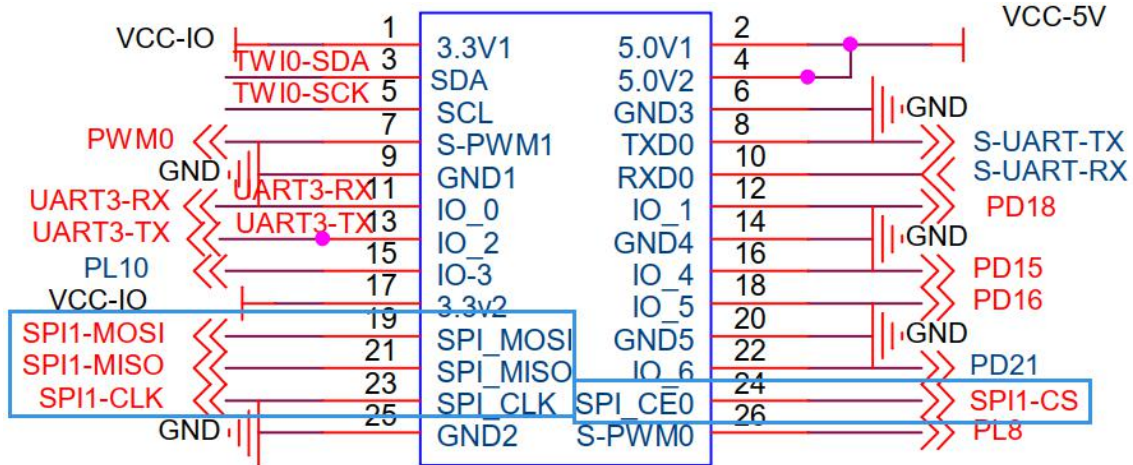 VCC-5V
VCC-IO 1 3.3V1 5.0V1 2
TWI0-SDA 3 SDA 5.0V2 4
TWI0-SCK 5 SCL GND3 6 GND
PWM0 7 S-PWM1 TXD0 8 S-UART-TX
GND 9 GND1 RXD0 10 S-UART-RX
UART3-RX UART3-RX 11 IO_0 IO_1 12 PD18
UART3-TX UART3-TX 13 IO_2 GND4 14 GND
PL10 15 IO-3 IO_4 16 PD15
VCC-IO 17 3.3v2 IO_5 18 PD16
SPI1-MOSI 19 SPI_MOSI GND5 20 GND
SPI1-MISO 21 SPI_MISO IO_6 22 PD21
SPI1-CLK 23 SPI_CLK SPI_CE0 24 SPI1-CS
GND 25 GND2 S-PWM0 26 PL8